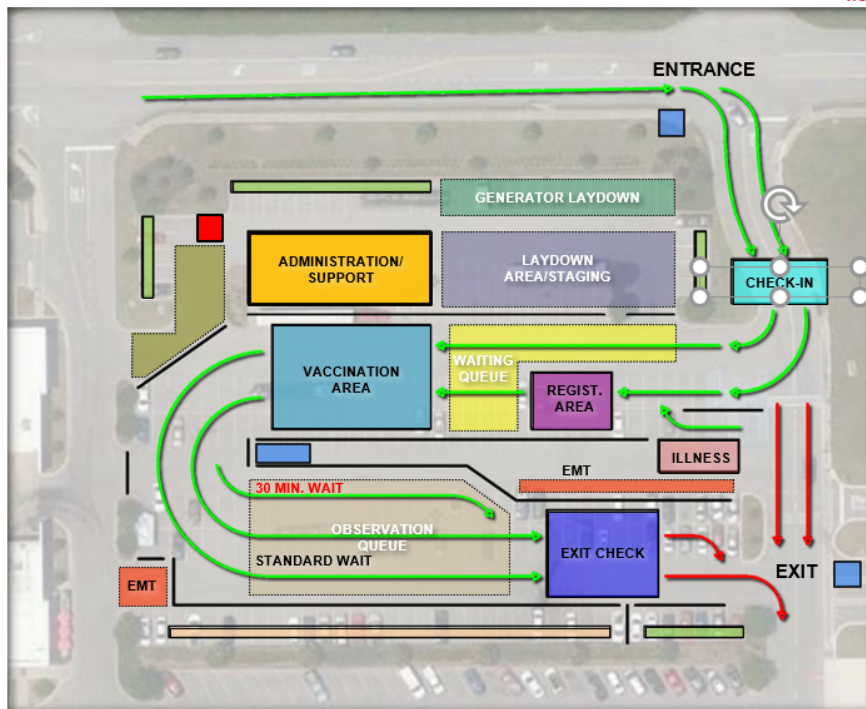 ENTRANCE
GENERATOR LAYDOWN
ADMINISTRATION/
SUPPORT
LAYDOWN
AREA/STAGING
CHECK-IN
VACCINATION
AREA
WAITING
QUEUE
REGIST.
AREA
ILLNESS
EMT
30 MIN. WAIT
OBSERVATION
QUEUE
STANDARD WAIT
EXIT CHECK
EXIT
EMT